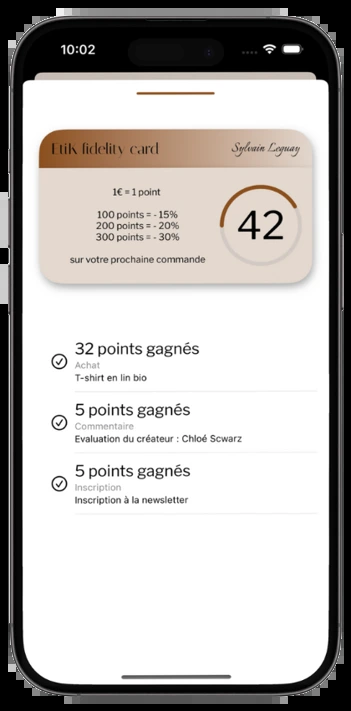 10:02
Etik fidelity card
Sylvain Leguay
1€ = 1 point
100 points = - 15%
200 points = - 20%
300 points = - 30%
sur votre prochaine commande
42
32 points gagnés
Achat
T-shirt en lin bio
5 points gagnés
Commentaire
Evaluation du créateur : Chloé Scwarz
5 points gagnés
Inscription
Inscription à la newsletter